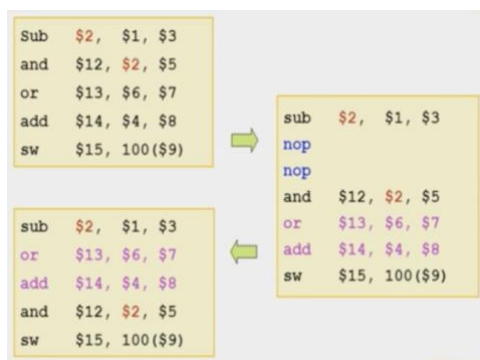 Sub $2, $1, $3
and $12, $2, $5
or $13, $6, $7
add $14, $4, $8
sw $15, 100($9)
sub $2, $1, $3
nop
nop
and $12, $2, $5
or $13, $6, $7
add $14, $4, $8
sw $15, 100($9)
sub $2, $1, $3
or $13, $6, $7
add $14, $4, $8
and $12, $2, $5
sw $15, 100($9)